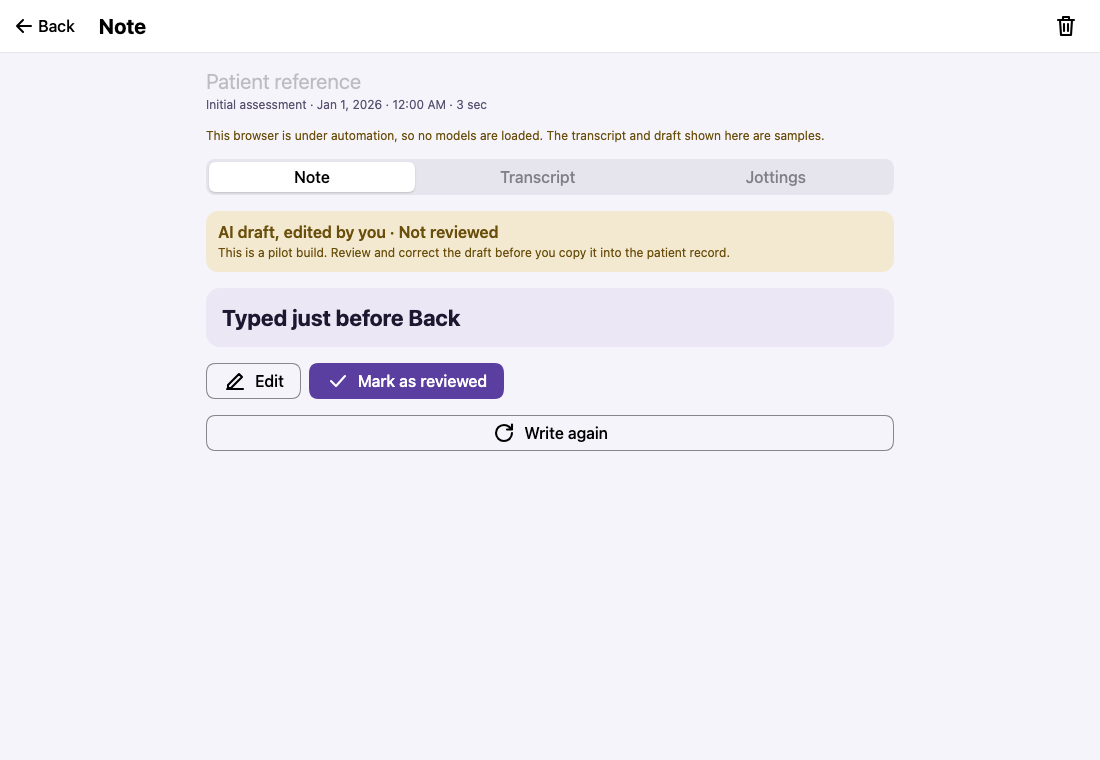 Back Note
Patient reference
Initial assessment · Jan 1, 2026 · 12:00 AM · 3 sec
This browser is under automation, so no models are loaded. The transcript and draft shown here are samples.
Note Transcript Jottings
AI draft, edited by you · Not reviewed
This is a pilot build. Review and correct the draft before you copy it into the patient record.
Typed just before Back
Edit Mark as reviewed
Write again